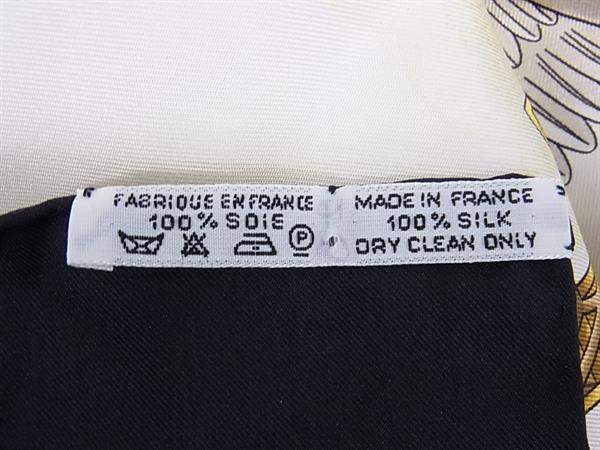 FABRIQUE EN FRANCE
100% SOIE
P
MADE IN FRANCE
100% SILK
DRY CLEAN ONLY